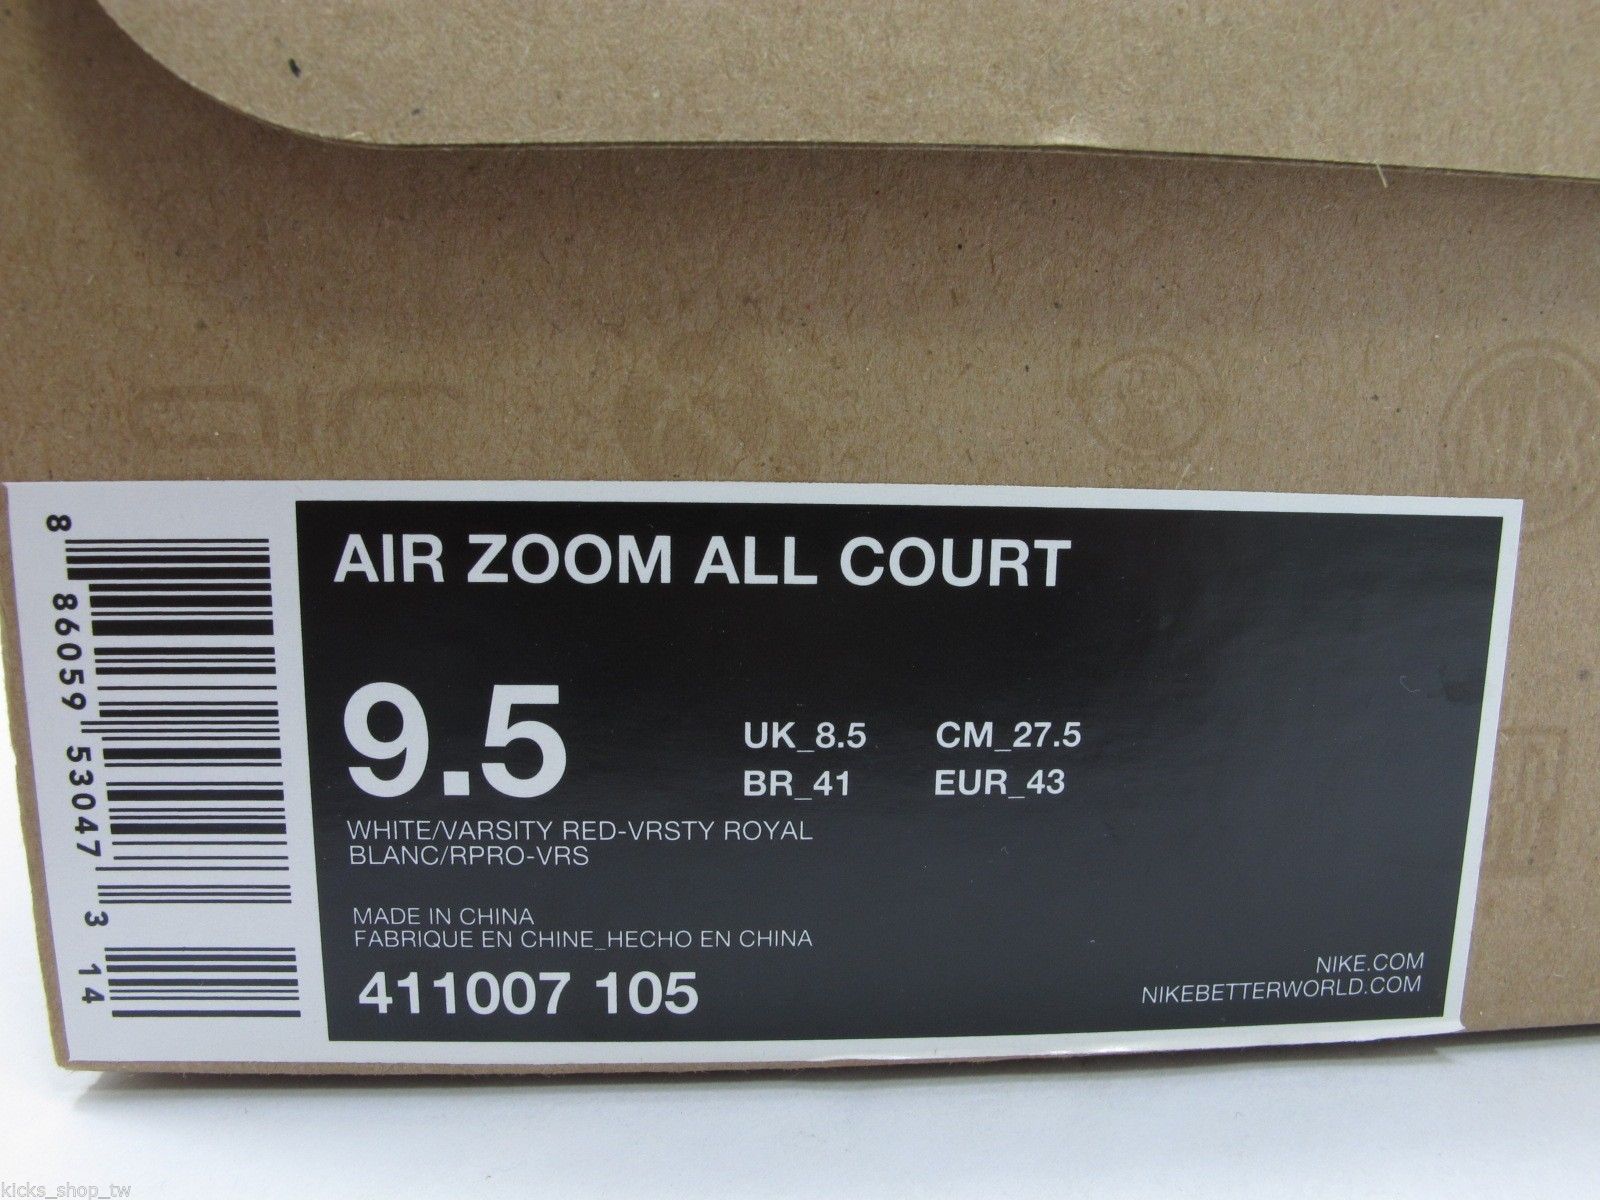 AIR ZOOM ALL COURT
9.5
UK_8.5 CM_27.5
BR_41 EUR_43
WHITE/VARSITY RED-VRSTY ROYAL
BLANC/RPRO-VRS
MADE IN CHINA
FABRIQUE EN CHINE_HECHO EN CHINA
411007 105
NIKE.COM
NIKEBETTERWORLD.COM
8 86059 53047 3 14
kicks_shop_tw